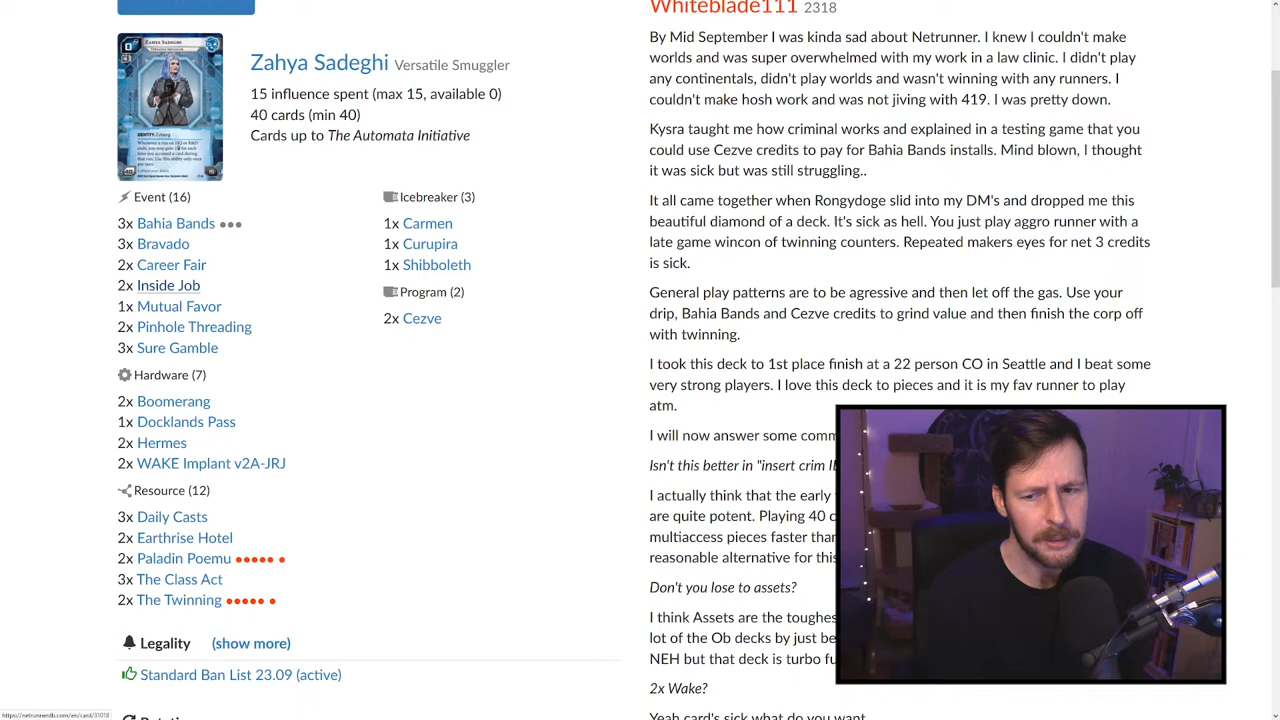 Whiteblade111 2318
ZAHYA SADEGHI
Zahya Sadeghi Versatile Smuggler
15 influence spent (max 15, available 0)
40 cards (min 40)
Cards up to The Automata Initiative
Event (16)
3x Bahia Bands
3x Bravado
2x Career Fair
2x Inside Job
1x Mutual Favor
2x Pinhole Threading
3x Sure Gamble
Hardware (7)
2x Boomerang
1x Docklands Pass
2x Hermes
2x WAKE Implant v2A-JRJ
Resource (12)
3x Daily Casts
2x Earthrise Hotel
2x Paladin Poemu
3x The Class Act
2x The Twinning
Icebreaker (3)
1x Carmen
1x Curupira
1x Shibboleth
Program (2)
2x Cezve
Legality (show more)
Standard Ban List 23.09 (active)
By Mid September I was kinda sad about Netrunner. I knew I couldn't make
worlds and was super overwhelmed with my work in a law clinic. I didn't play
any continentals, didn't play worlds and wasn't winning with any runners. I
couldn't make hosh work and was not jiving with 419. I was pretty down.
Kysra taught me how criminal works and explained in a testing game that you
could use Cezve credits to pay for Bahia Bands installs. Mind blown, I thought
it was sick but was still struggling..
It all came together when Rongydoge slid into my DM's and dropped me this
beautiful diamond of a deck. It's sick as hell. You just play aggro runner with a
late game wincon of twinning counters. Repeated makers eyes for net 3 credits
is sick.
General play patterns are to be agressive and then let off the gas. Use your
drip, Bahia Bands and Cezve credits to grind value and then finish the corp off
with twinning.
I took this deck to 1st place finish at a 22 person CO in Seattle and I beat some
very strong players. I love this deck to pieces and it is my fav runner to play
atm.
I will now answer some comm
Isn't this better in "insert crim ID
I actually think that the early
are quite potent. Playing 40 c
multiaccess pieces faster than
reasonable alternative for this
Don't you lose to assets?
I think Assets are the toughes
lot of the Ob decks by just be
NEH but that deck is turbo fu
2x Wake?
Yeah card's sick what do you want
https://netrunnerdb.com/en/card/31018